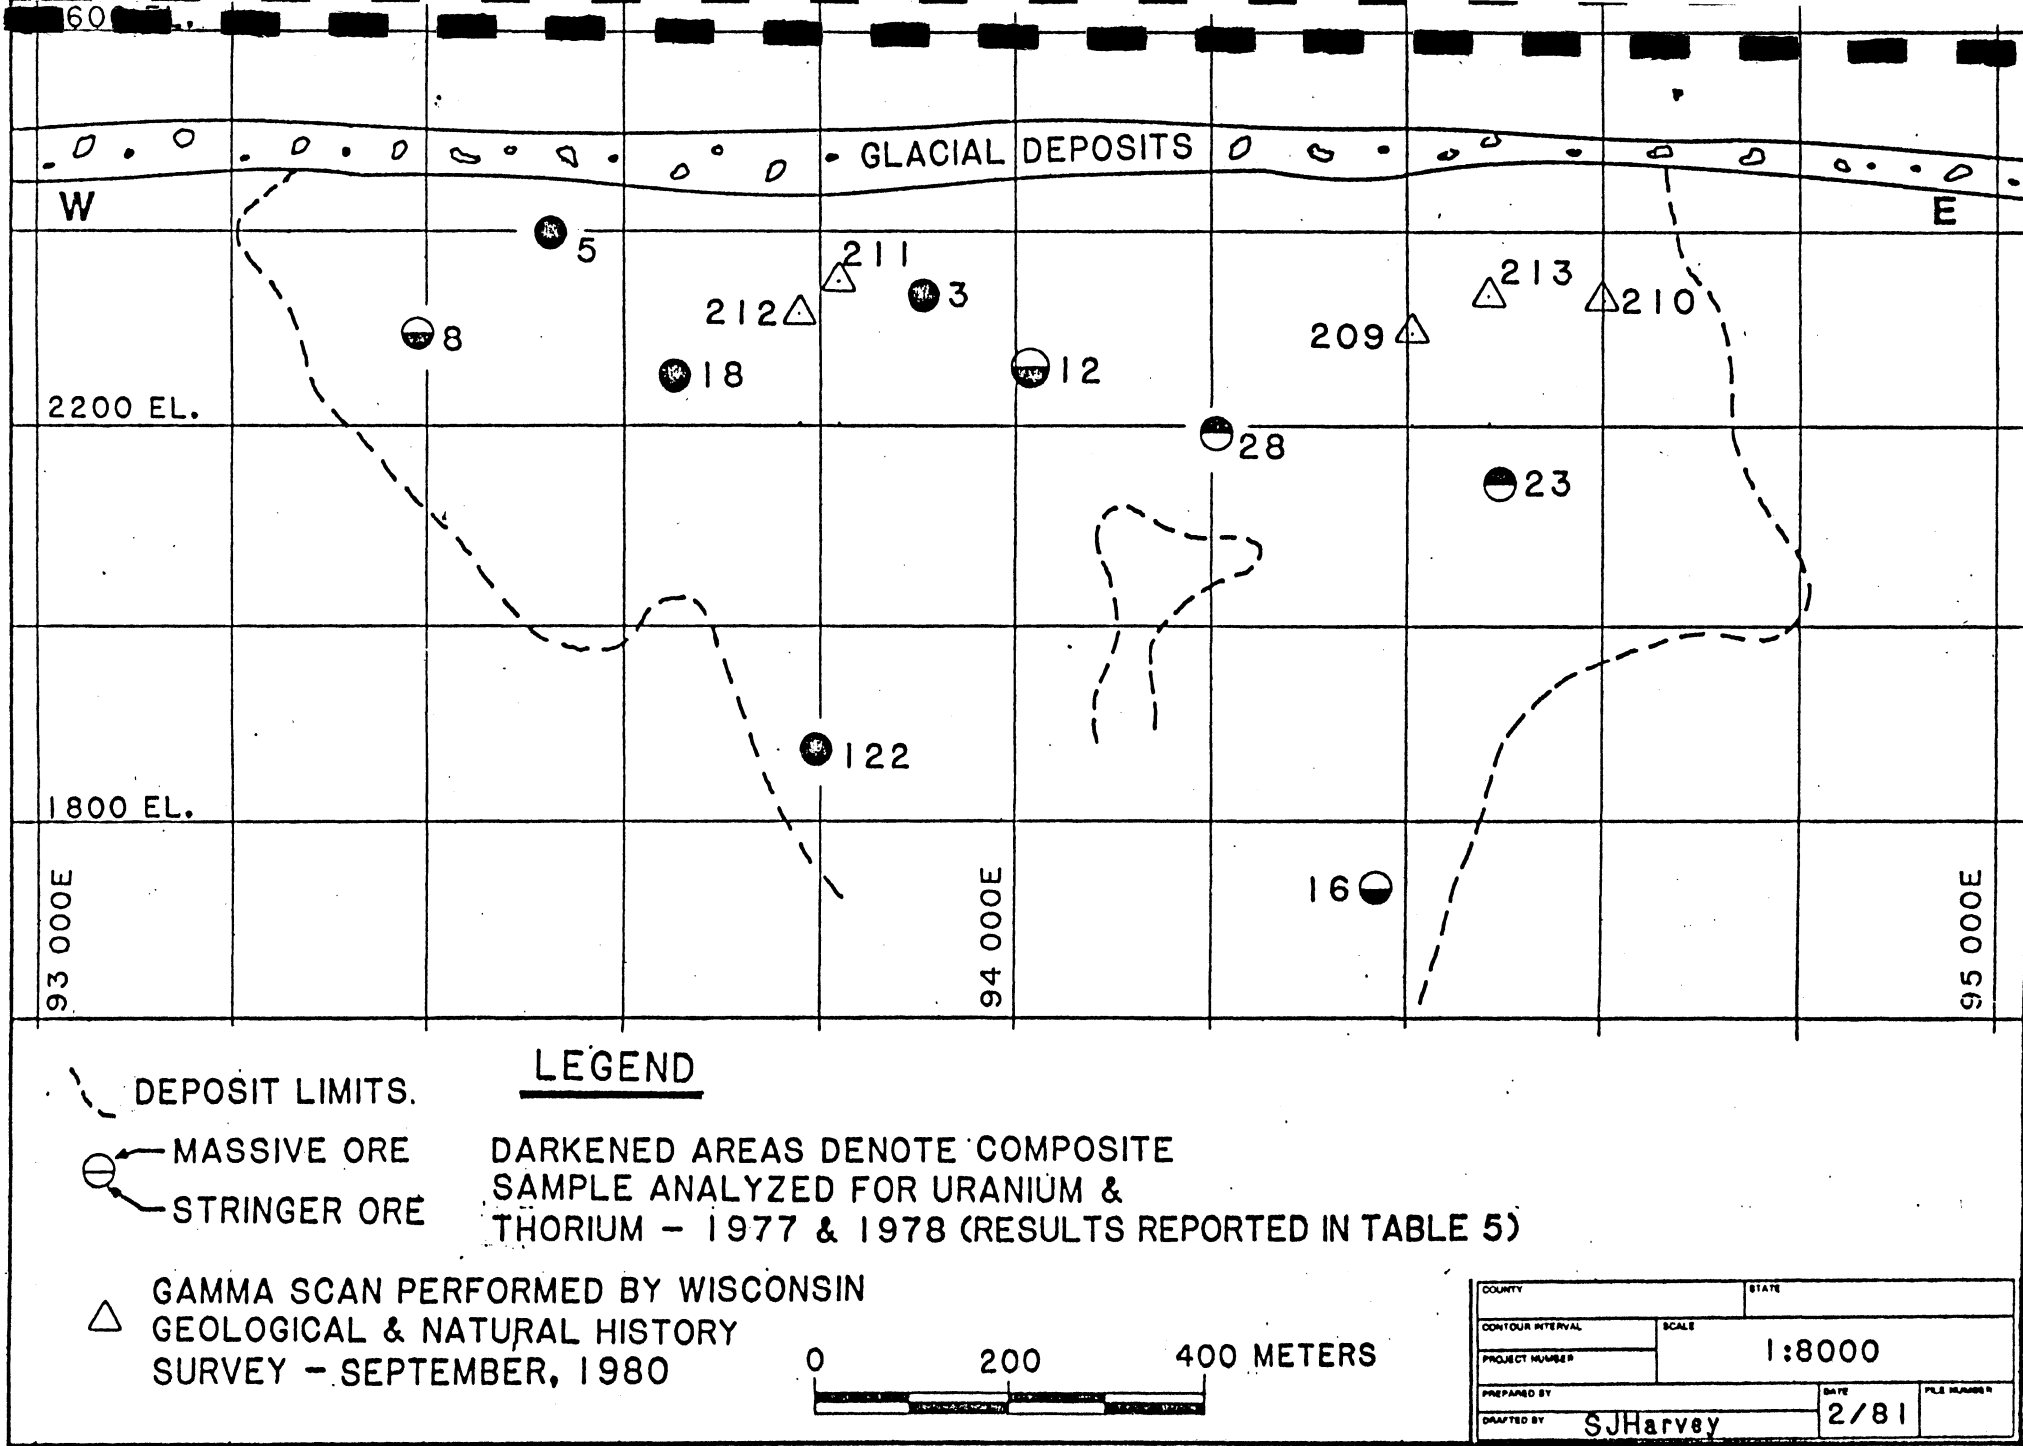 GLACIAL DEPOSITS
W
E
5
211
3
212
213
210
209
8
18
12
2200 EL.
28
23
122
1800 EL.
16
93 000E
94 000E
95 000E
LEGEND
DEPOSIT LIMITS.
MASSIVE ORE
STRINGER ORE
DARKENED AREAS DENOTE COMPOSITE
SAMPLE ANALYZED FOR URANIUM &
THORIUM - 1977 & 1978 (RESULTS REPORTED IN TABLE 5)
GAMMA SCAN PERFORMED BY WISCONSIN
GEOLOGICAL & NATURAL HISTORY
SURVEY - SEPTEMBER, 1980
0 200 400 METERS
COUNTY
STATE
CONTOUR INTERVAL
SCALE
1:8000
PROJECT NUMBER
PREPARED BY
DATE
2/81
FILE NUMBER
DRAFTED BY SJHarvey